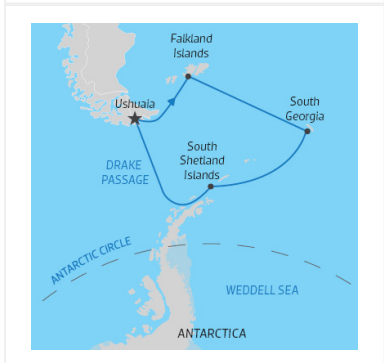 Falkland
Islands
Ushuaia
South
Georgia
South
Shetland
Islands
DRAKE
PASSAGE
ANTARCTIC CIRCLE
WEDDELL SEA
ANTARCTICA